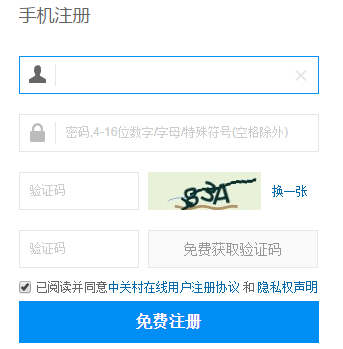 手机注册
密码,4-16位数字/字母/特殊符号(空格除外)
验证码 换一张
验证码 免费获取验证码
已阅读并同意中关村在线用户注册协议 和 隐私权声明
免费注册